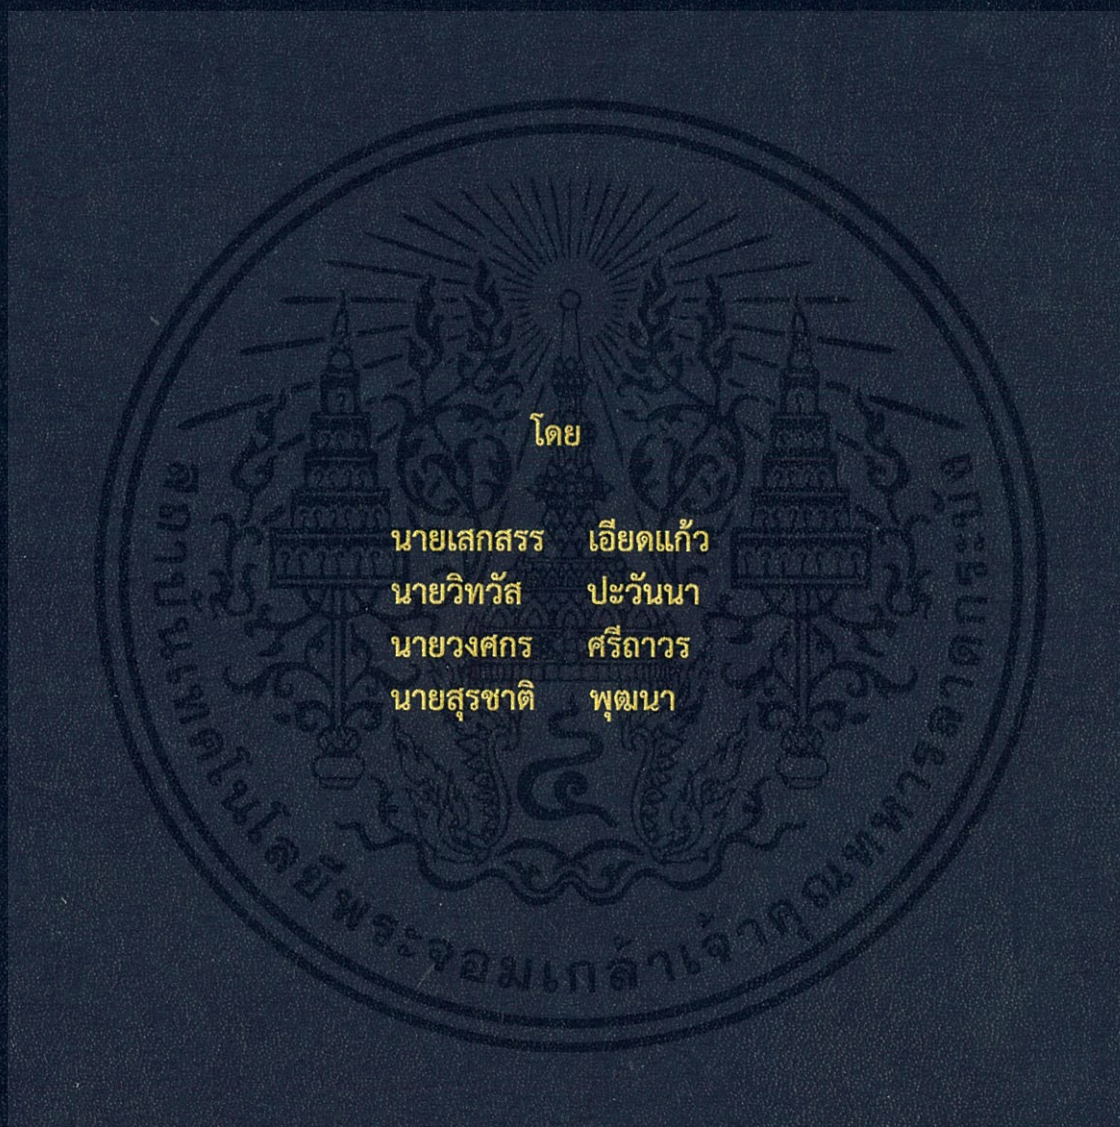 โดย
นายเสกสรร เอียดแก้ว
นายวิทวัส ปะวันนา
นายวงศกร ศรีถาวร
นายสุรชาติ พุฒนา
๔
สถาบันเทคโนโลยีพระจอมเกล้าเจ้าคุณทหารลาดกระบัง